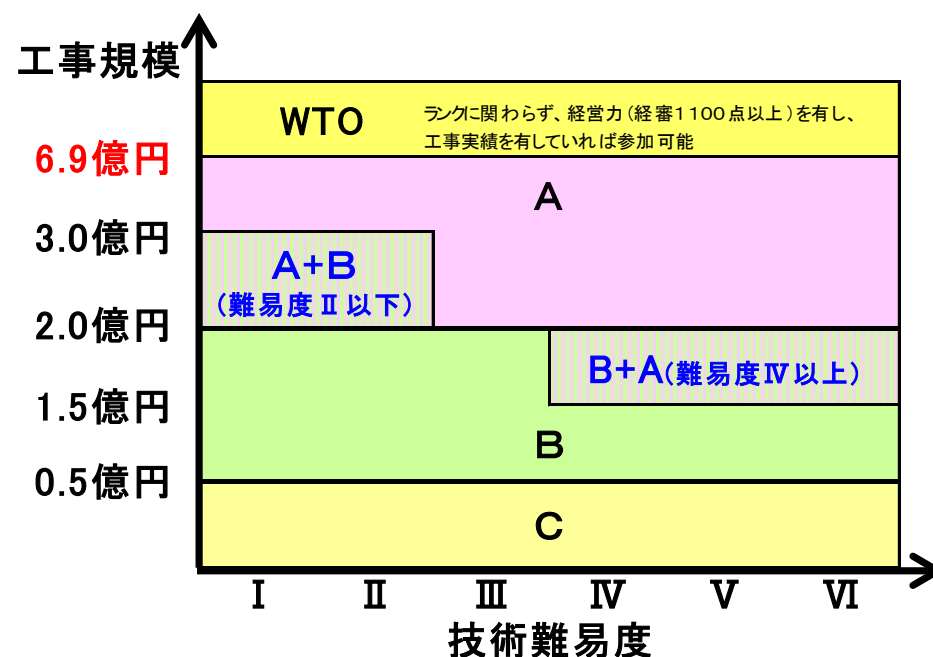 工事規模
WTO
ランクに関わらず、経営力(経審1100点以上)を有し、
工事実績を有していれば参加可能
6.9億円
A
3.0億円
A+B
(難易度Ⅱ以下)
2.0億円
B+A(難易度Ⅳ以上)
1.5億円
B
0.5億円
C
Ⅰ Ⅱ Ⅲ Ⅳ Ⅴ Ⅵ
技術難易度